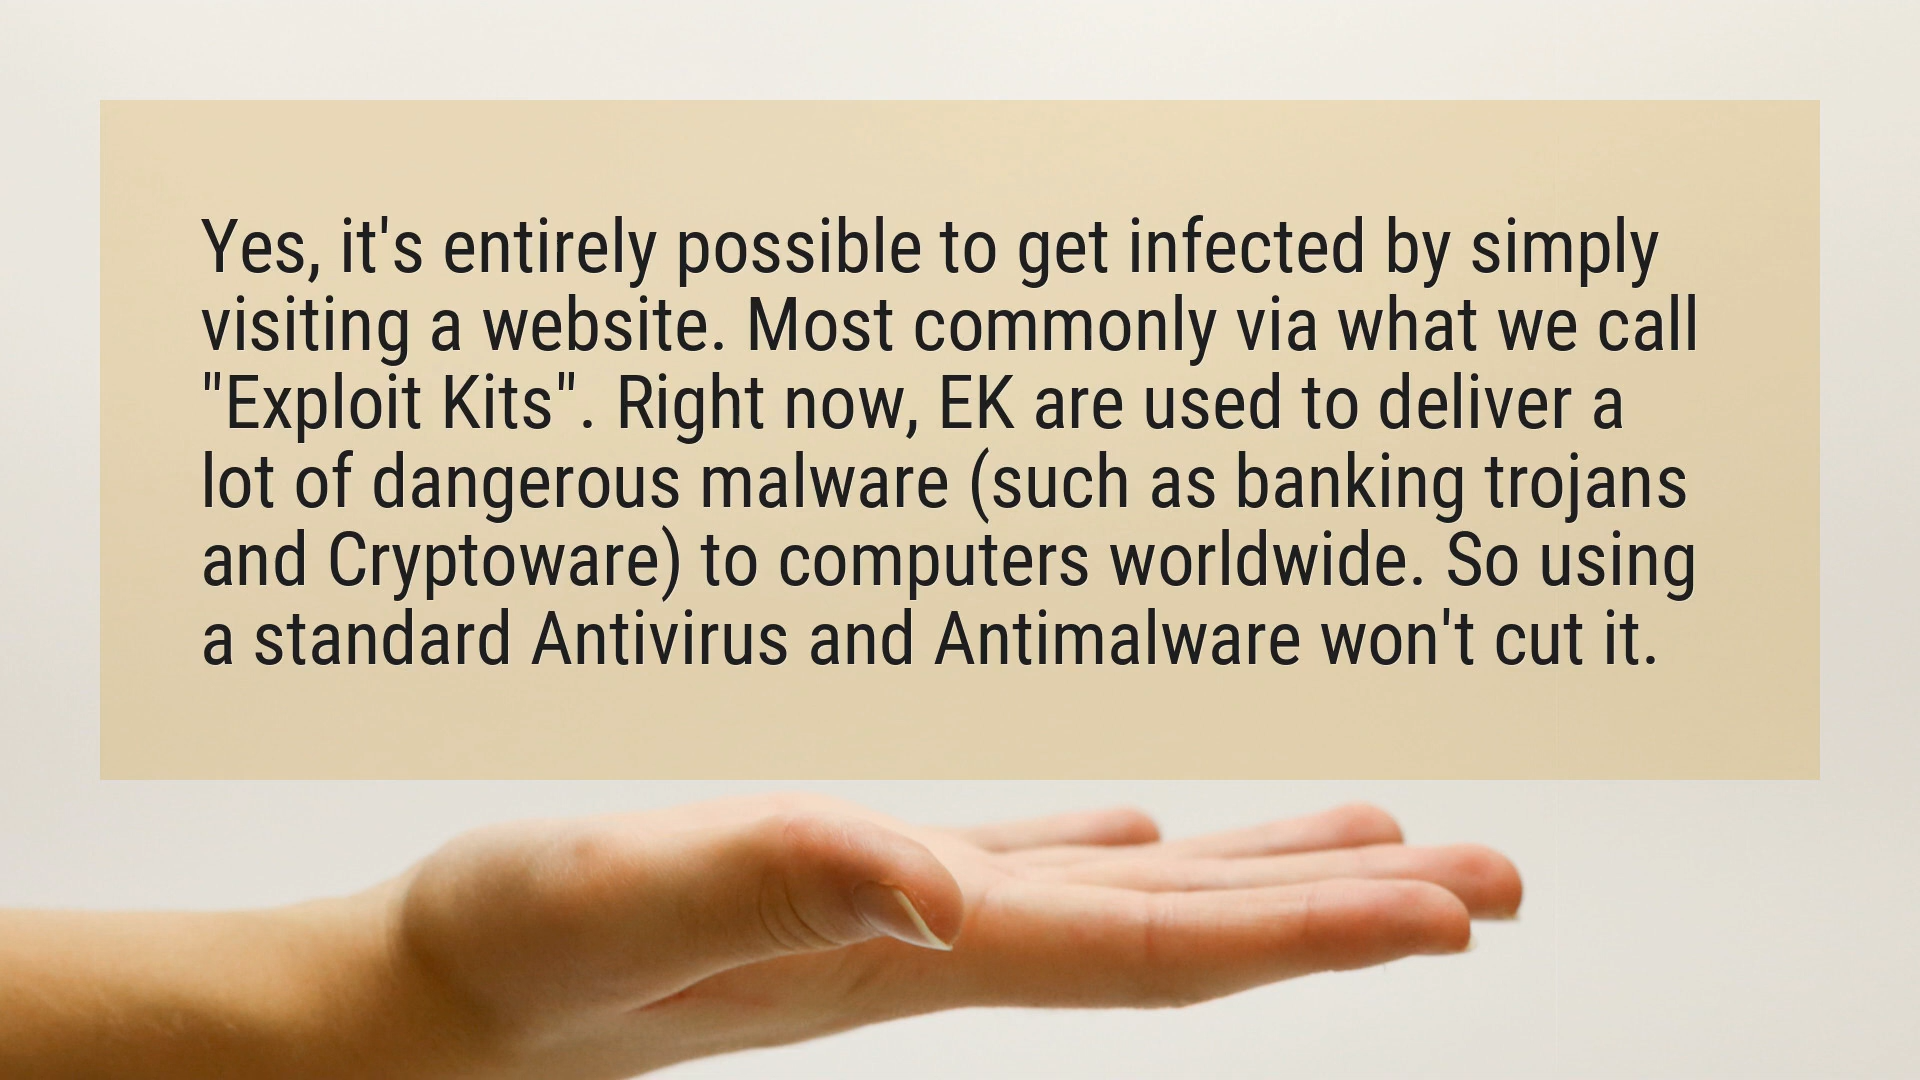 Yes, it's entirely possible to get infected by simply
visiting a website. Most commonly via what we call
"Exploit Kits". Right now, EK are used to deliver a
lot of dangerous malware (such as banking trojans
and Cryptoware) to computers worldwide. So using
a standard Antivirus and Antimalware won't cut it.